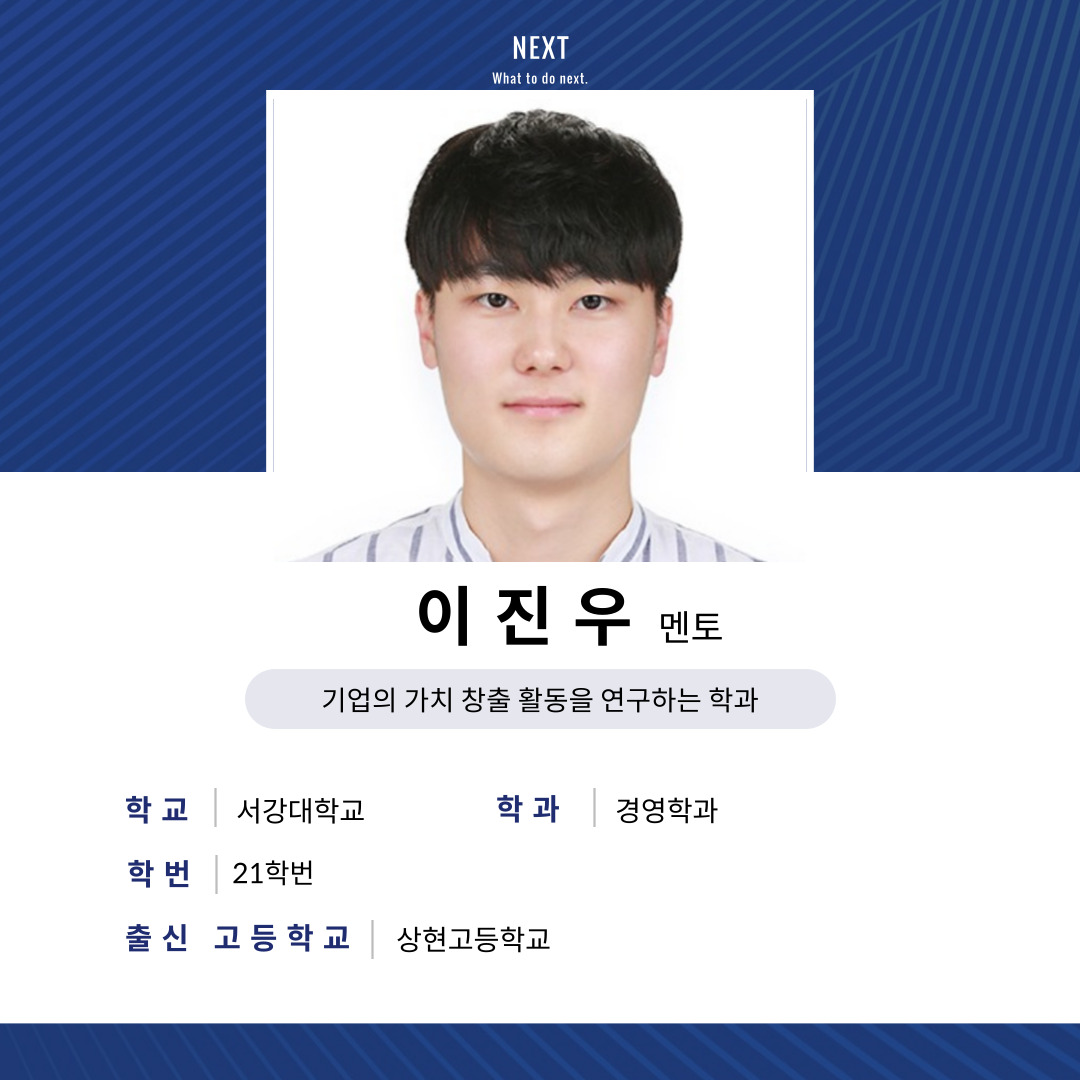 NEXT
What to do next.
이진우 멘토
기업의 가치 창출 활동을 연구하는 학과
학교 서강대학교 학과 경영학과
학번 21학번
출신 고등학교 상현고등학교